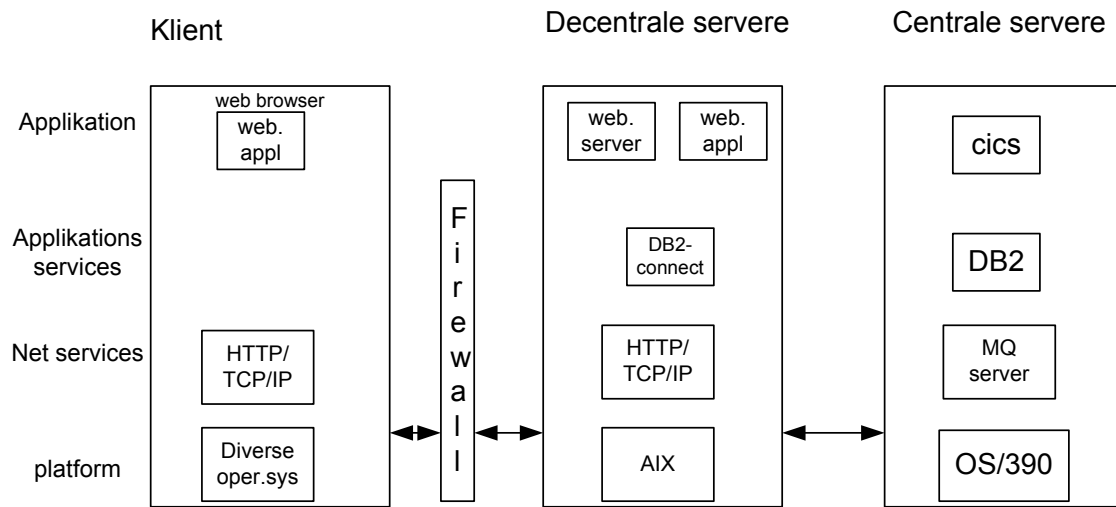 Klient
Decentrale servere
Centrale servere
Applikation
web browser
web.
appl
web.
server
web.
appl
cics
Applikations
services
DB2-
connect
DB2
Net services
HTTP/
TCP/IP
HTTP/
TCP/IP
MQ
server
platform
Diverse
oper.sys
AIX
OS/390
Firewall